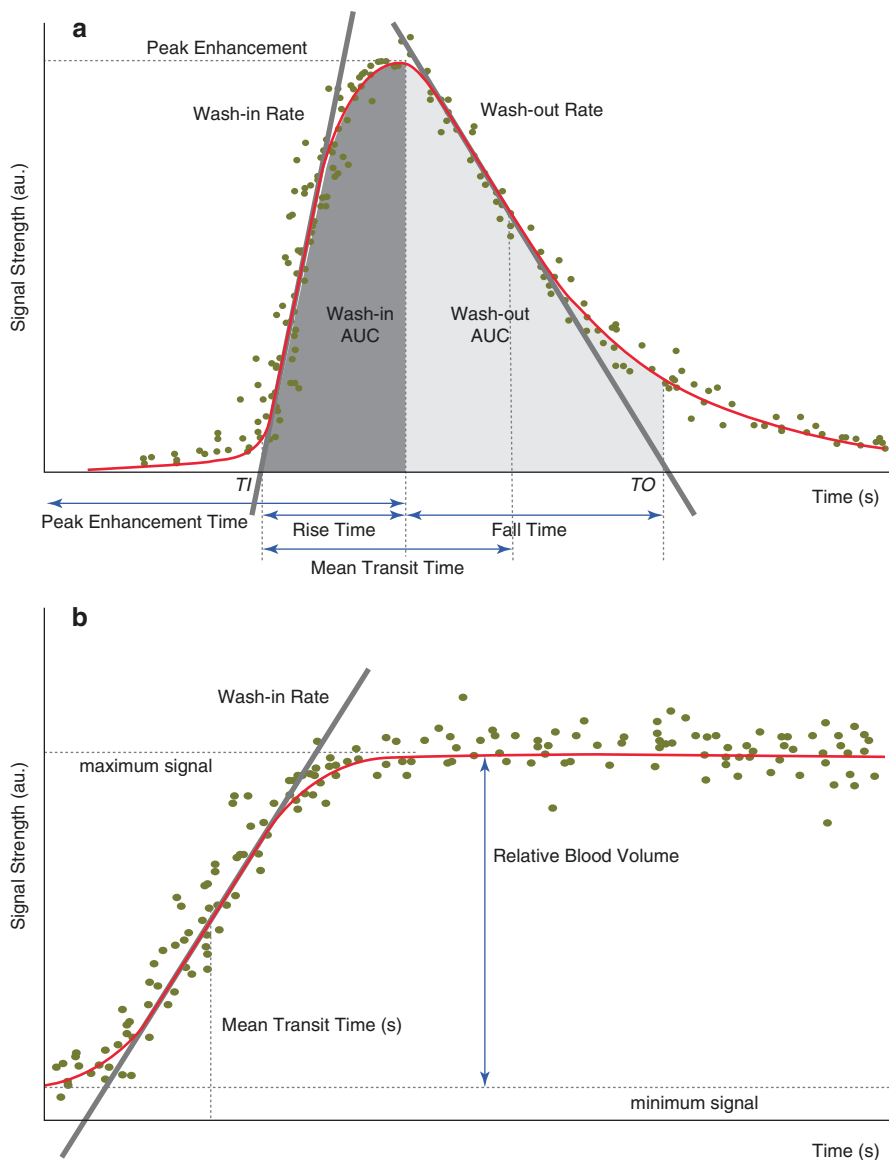 a
Peak Enhancement
Wash-in Rate
Wash-out Rate
Signal Strength (au.)
Wash-in
AUC
Wash-out
AUC
TI
TO
Time (s)
Peak Enhancement Time
Rise Time
Fall Time
Mean Transit Time
b
Wash-in Rate
maximum signal
Signal Strength (au.)
Relative Blood Volume
Mean Transit Time (s)
minimum signal
Time (s)